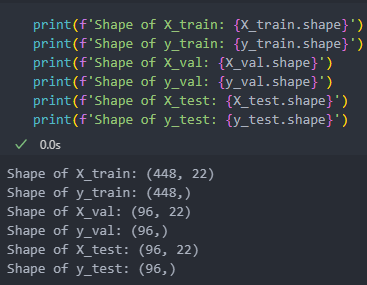 print(f'Shape of X_train: {X_train.shape}')
print(f'Shape of y_train: {y_train.shape}')
print(f'Shape of X_val: {X_val.shape}')
print(f'Shape of y_val: {y_val.shape}')
print(f'Shape of X_test: {X_test.shape}')
print(f'Shape of y_test: {y_test.shape}')
0.0s
Shape of X_train: (448, 22)
Shape of y_train: (448,)
Shape of X_val: (96, 22)
Shape of y_val: (96,)
Shape of X_test: (96, 22)
Shape of y_test: (96,)